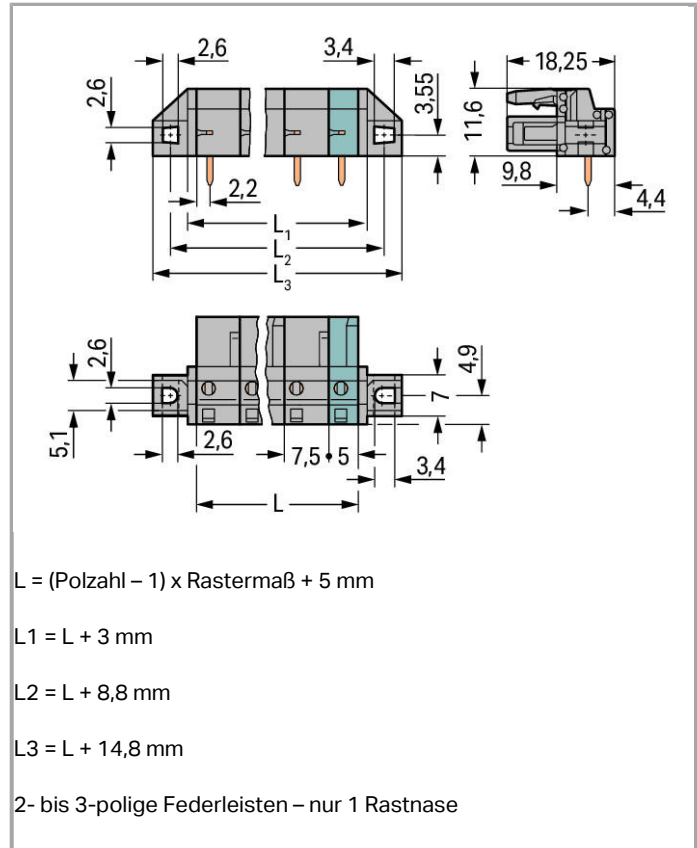 2,6
3,4
18,25
2,6
3,55
11,6
2,2
9,8
4,4
L1
L2
L3
2,6
4,9
7
5,1
2,6
7,5 • 5
3,4
L
L = (Polzahl – 1) x Rastermaß + 5 mm
L1 = L + 3 mm
L2 = L + 8,8 mm
L3 = L + 14,8 mm
2- bis 3-polige Federleisten – nur 1 Rastnase